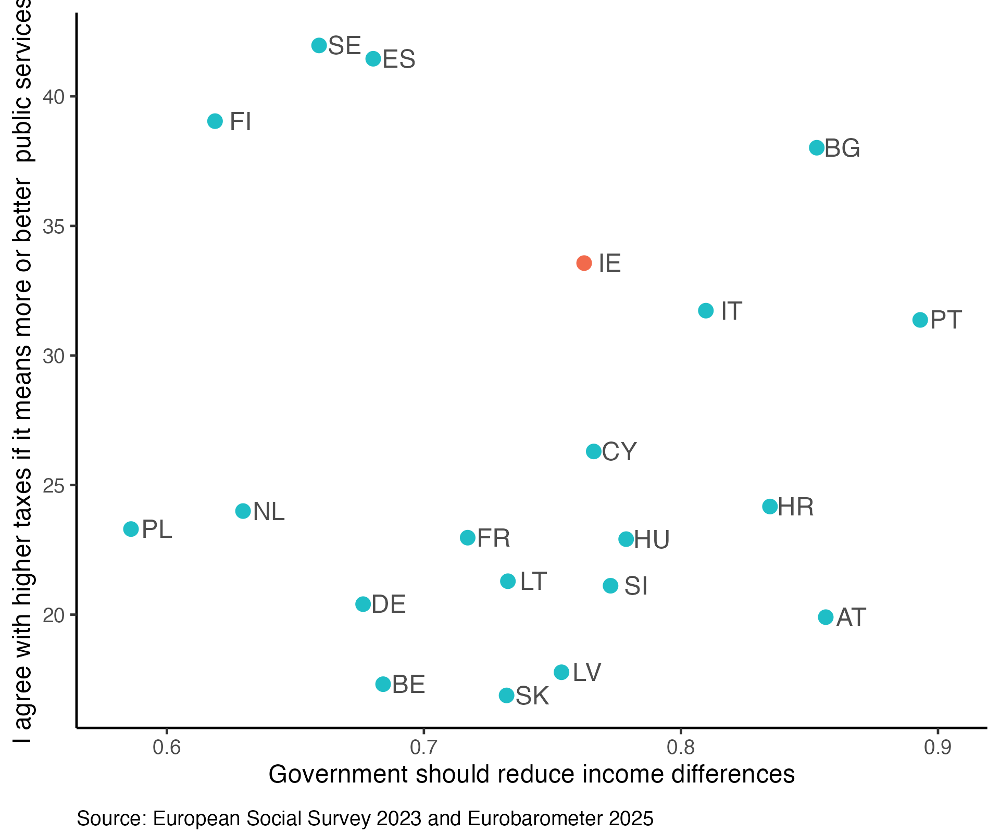 I agree with higher taxes if it means more or better  public services
40
35
30
25
20
SE
ES
FI
BG
IE
IT
PT
CY
HR
NL
PL
FR
HU
LT
SI
DE
AT
LV
BE
SK
0.6
0.7
0.8
0.9
Government should reduce income differences
Source: European Social Survey 2023 and Eurobarometer 2025